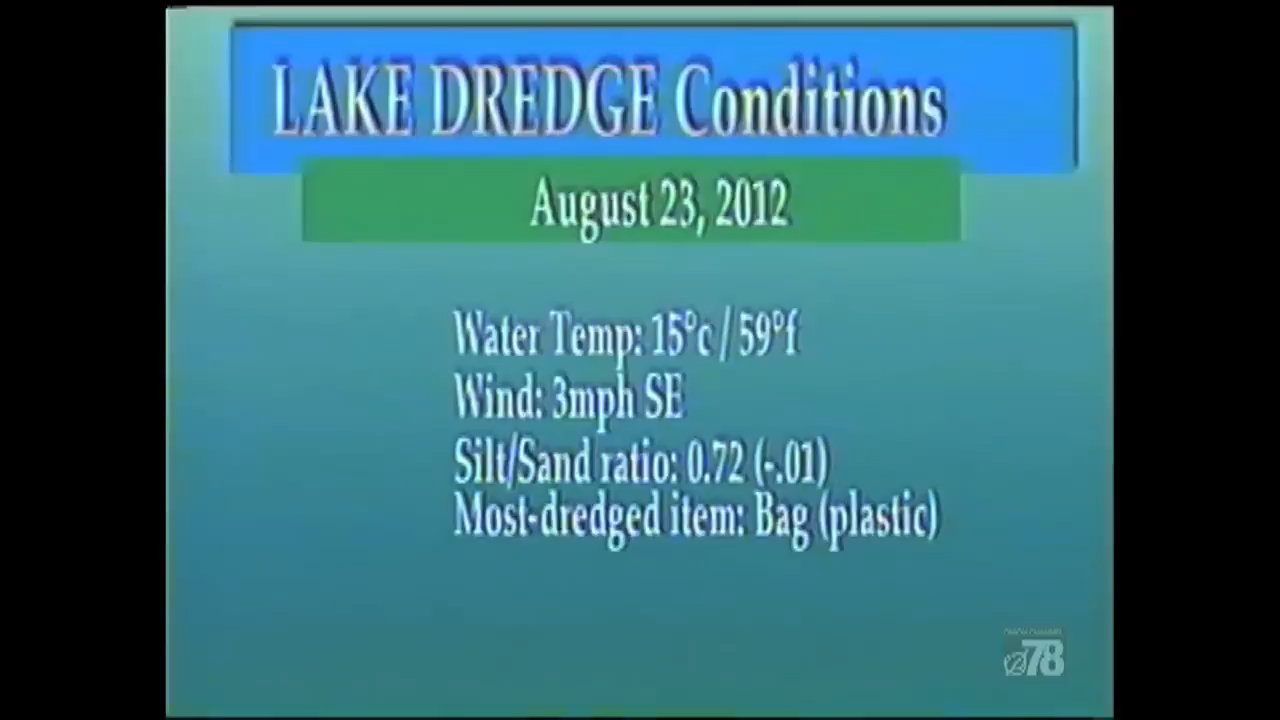 LAKE DREDGE Conditions
August 23, 2012
Water Temp: 15°c / 59°f
Wind: 3mph SE
Silt/Sand ratio: 0.72 (-.01)
Most-dredged item: Bag (plastic)
78